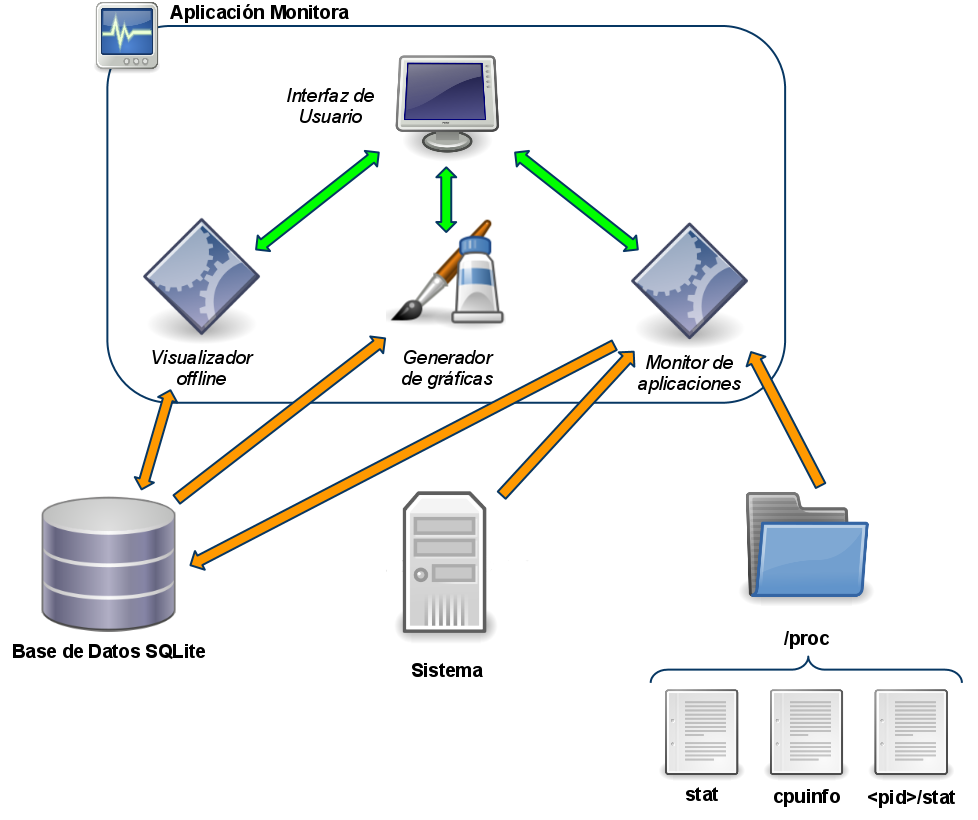 Aplicación Monitora
Interfaz de
Usuario
Visualizador
offline
Generador
de gráficas
Monitor de
aplicaciones
Base de Datos SQLite
Sistema
/proc
stat
cpuinfo
<pid>/stat